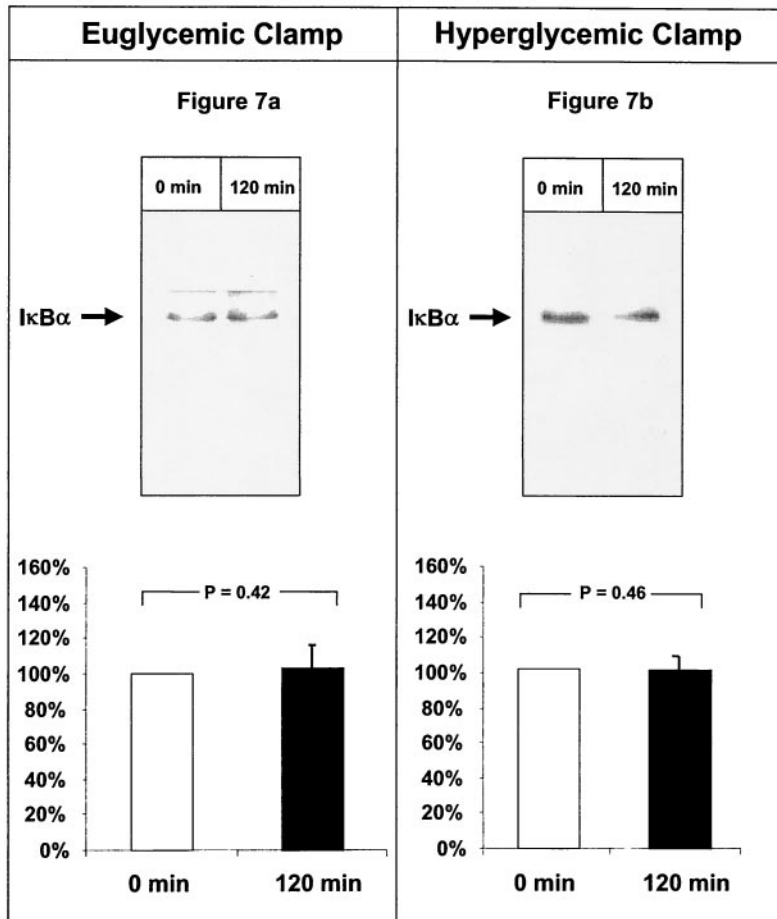 Euglycemic Clamp
Figure 7a
0 min 120 min
IκBα
160%
140%
120%
100%
80%
60%
40%
20%
0%
P = 0.42
0 min 120 min
Hyperglycemic Clamp
Figure 7b
0 min 120 min
IκBα
160%
140%
120%
100%
80%
60%
40%
20%
0%
P = 0.46
0 min 120 min